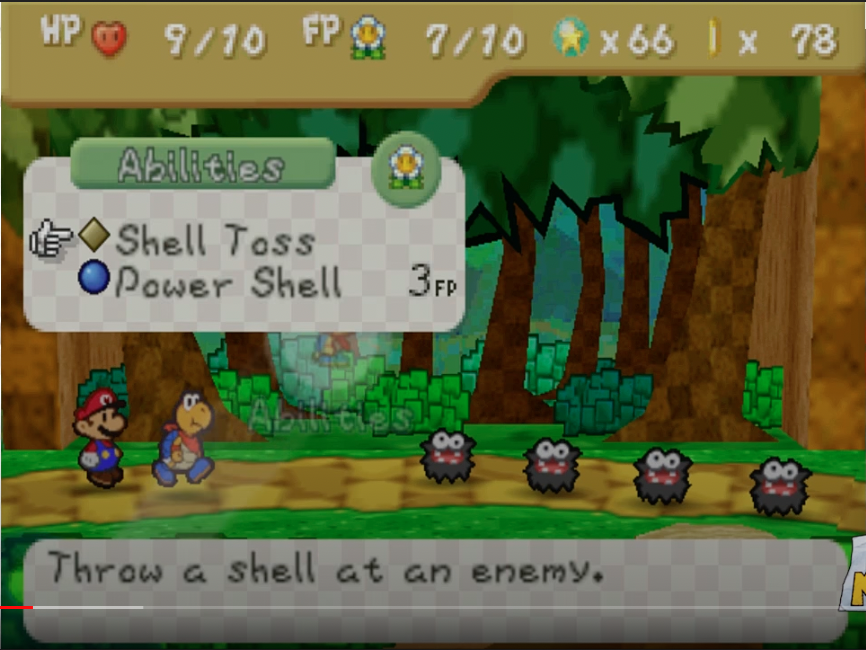 HP 9/10 FP 7/10 x66 x 78
Abilities
Shell Toss
Power Shell 3FP
Abilities
Throw a shell at an enemy.